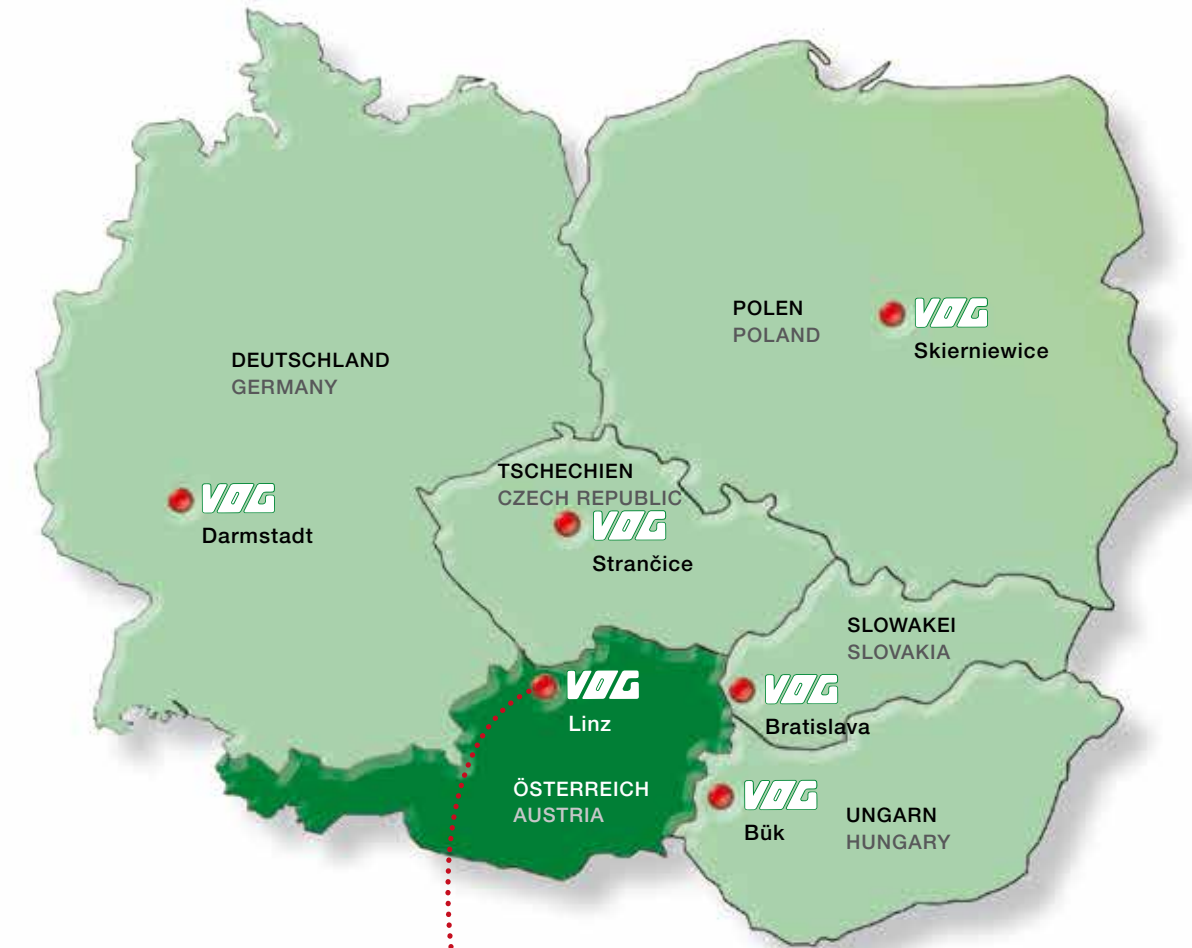 POLEN
POLAND
VOG
Skierniewice
DEUTSCHLAND
GERMANY
VOG
Darmstadt
TSCHECHIEN
CZECH REPUBLIC
VOG
Strančice
SLOWAKEI
SLOVAKIA
VOG
Linz
VOG
Bratislava
ÖSTERREICH
AUSTRIA
VOG
Bük
UNGARN
HUNGARY